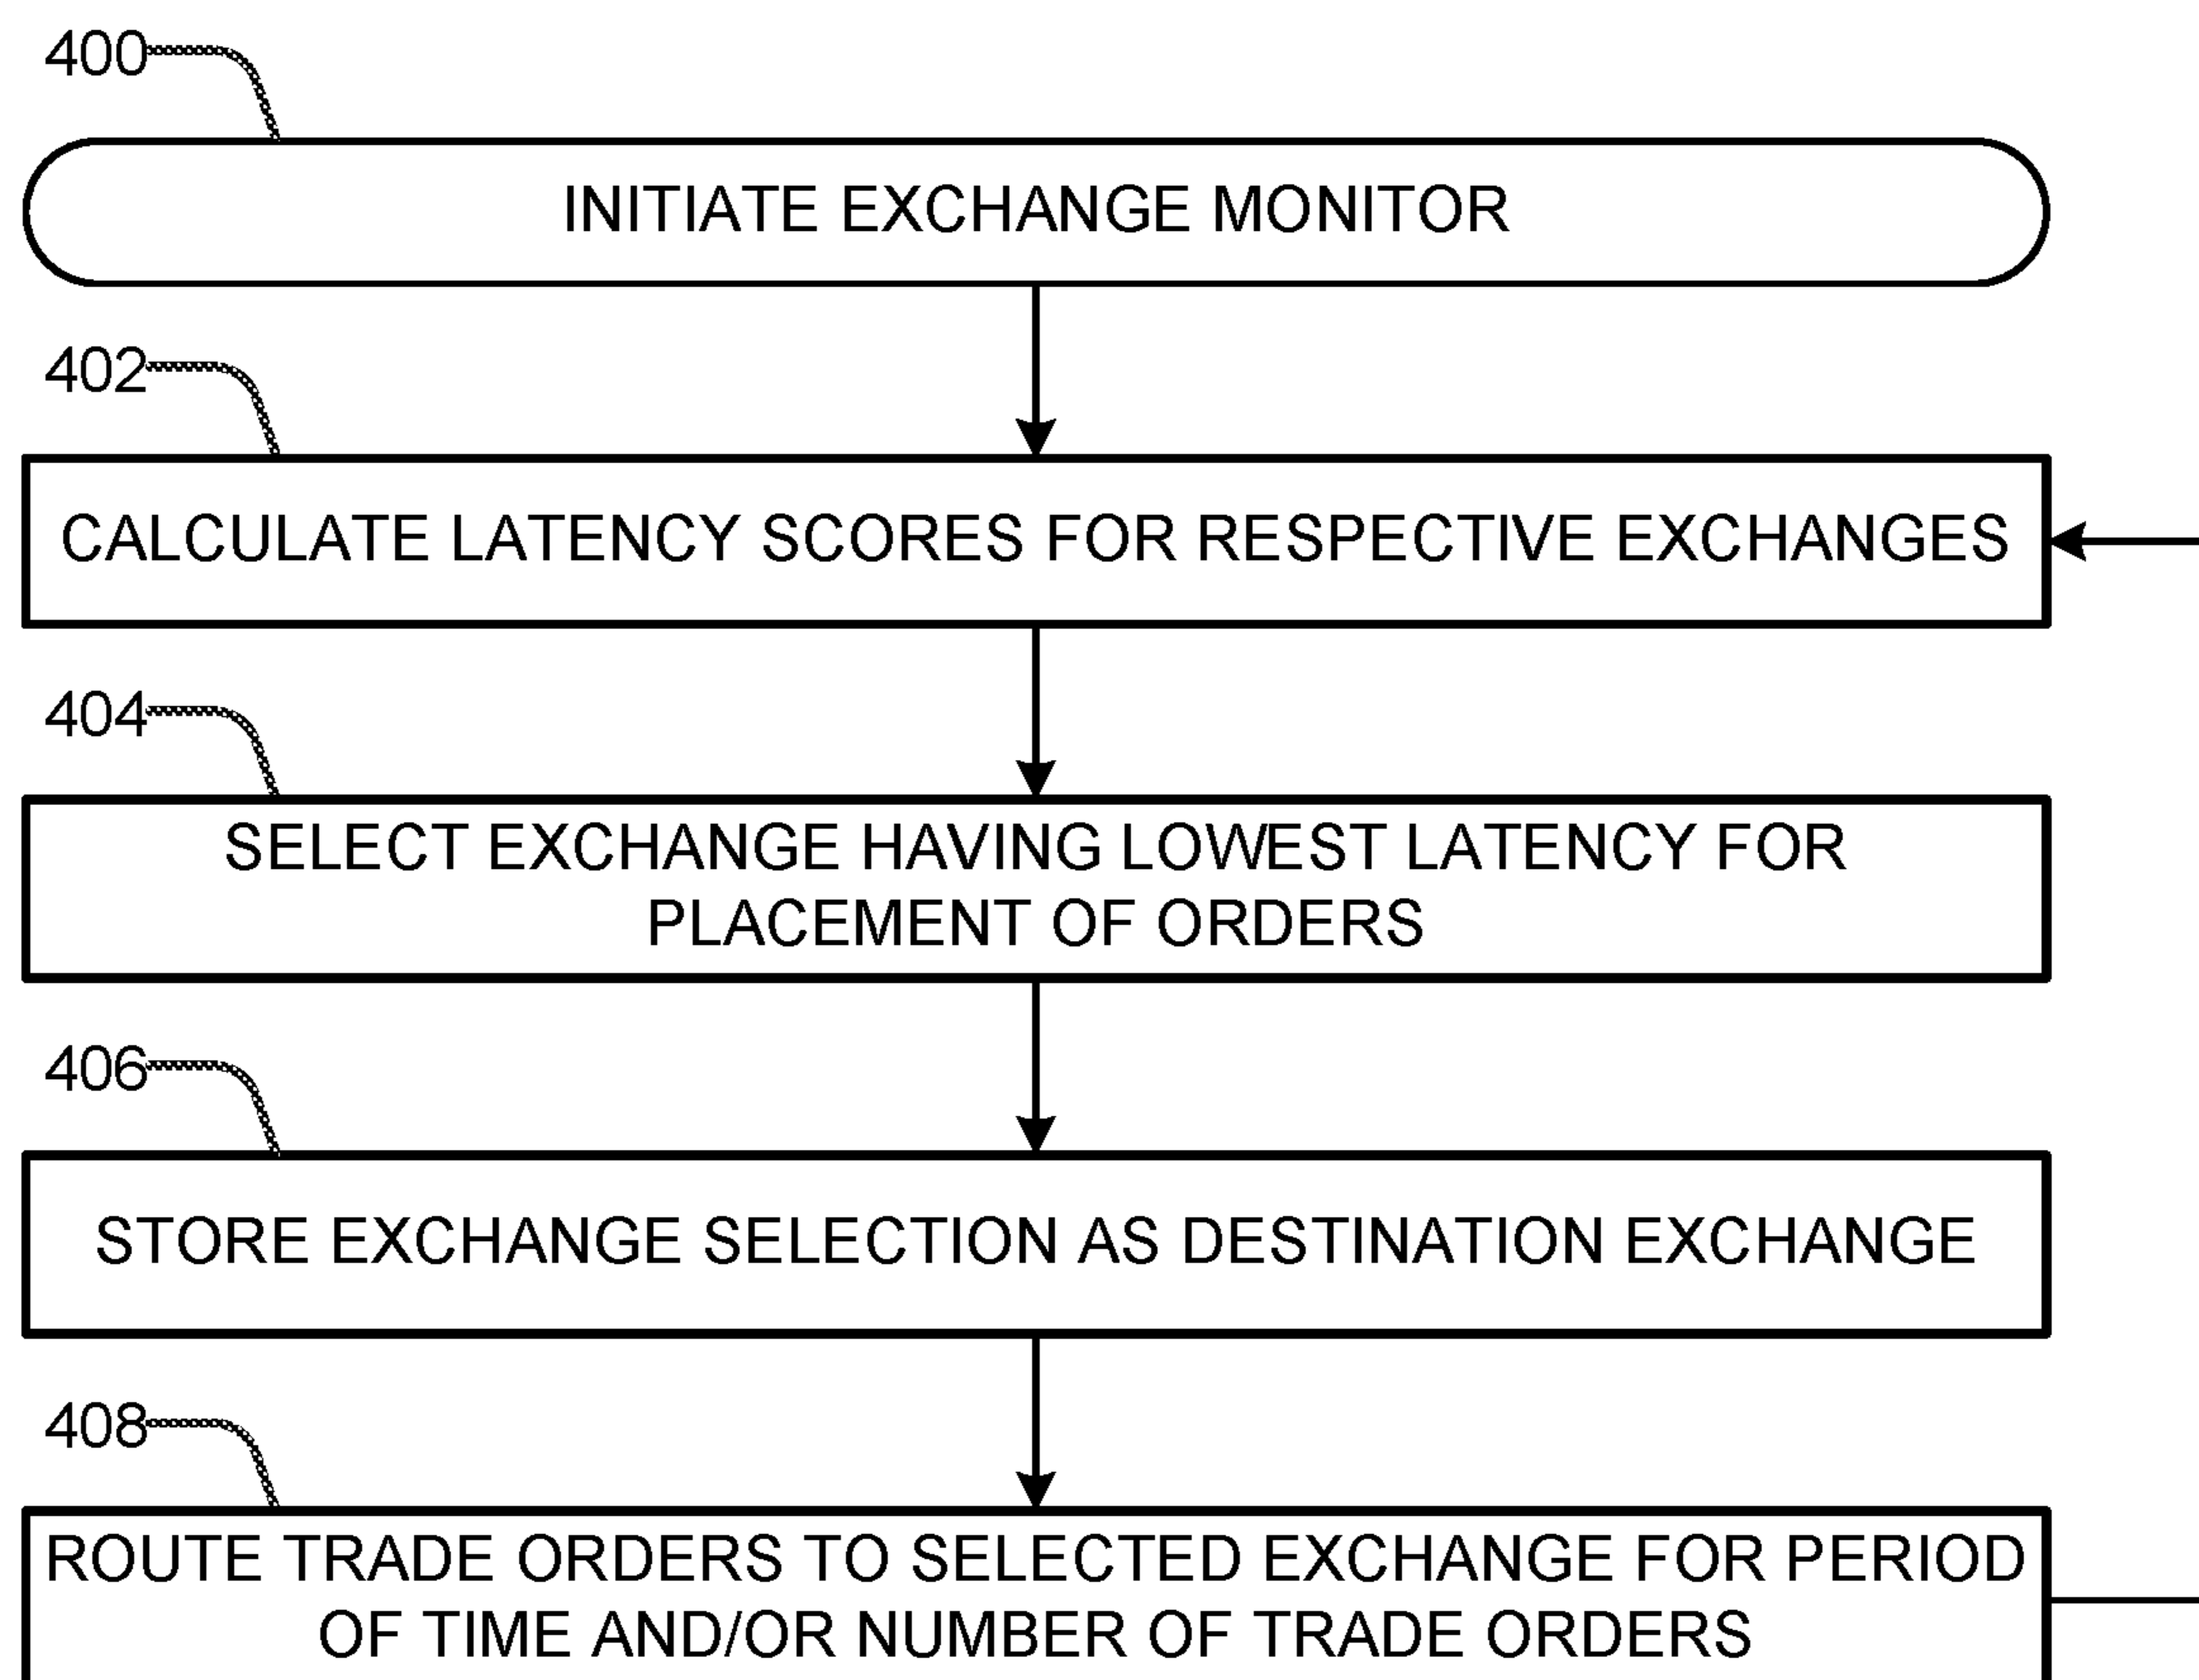 400
INITIATE EXCHANGE MONITOR
402
CALCULATE LATENCY SCORES FOR RESPECTIVE EXCHANGES
404
SELECT EXCHANGE HAVING LOWEST LATENCY FOR
PLACEMENT OF ORDERS
406
STORE EXCHANGE SELECTION AS DESTINATION EXCHANGE
408
ROUTE TRADE ORDERS TO SELECTED EXCHANGE FOR PERIOD
OF TIME AND/OR NUMBER OF TRADE ORDERS